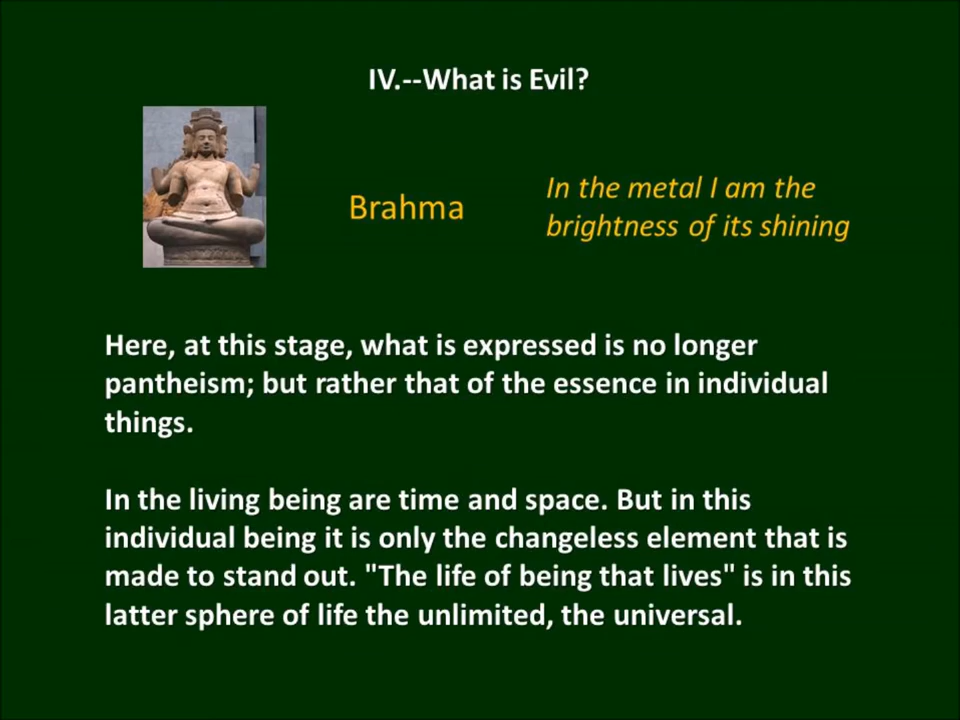 IV.--What is Evil?
Brahma
In the metal I am the
brightness of its shining
Here, at this stage, what is expressed is no longer
pantheism; but rather that of the essence in individual
things.
In the living being are time and space. But in this
individual being it is only the changeless element that is
made to stand out. "The life of being that lives" is in this
latter sphere of life the unlimited, the universal.